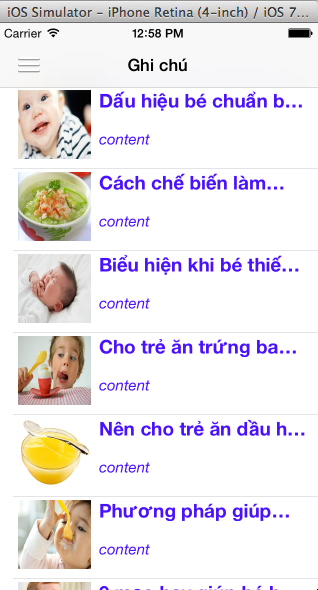 iOS Simulator - iPhone Retina (4-inch) / iOS 7...
Carrier 12:58 PM
Ghi chú
Dấu hiệu bé chuẩn b...
content
Cách chế biến làm...
content
Biểu hiện khi bé thiế...
content
Cho trẻ ăn trứng ba...
content
Nên cho trẻ ăn dầu h...
content
Phương pháp giúp...
content